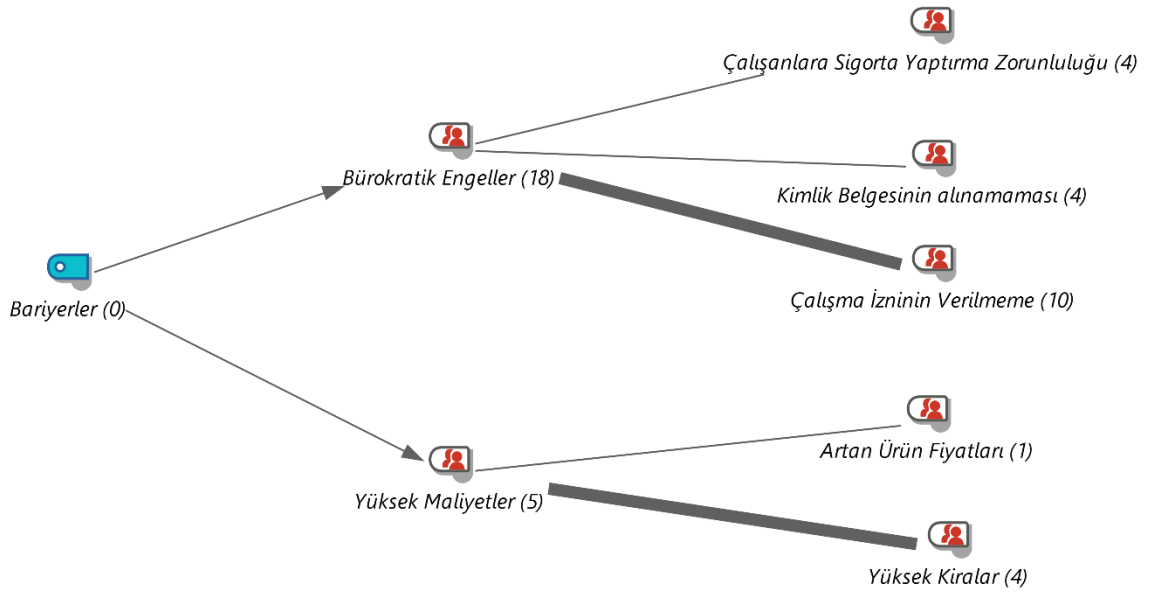 Çalışanlara Sigorta Yaptırma Zorunluluğu (4)
Bürokratik Engeller (18)
Kimlik Belgesinin alınamaması (4)
Bariyerler (0)
Çalışma İzninin Verilmeme (10)
Artan Ürün Fiyatları (1)
Yüksek Maliyetler (5)
Yüksek Kiralar (4)